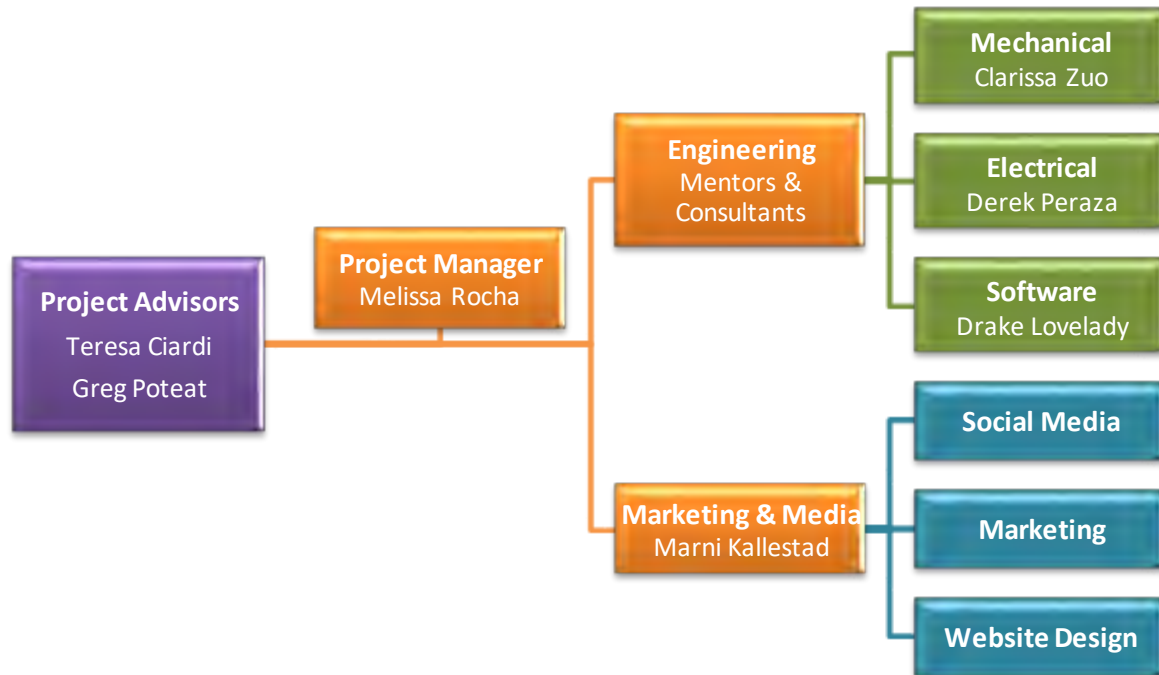 Project Advisors
Teresa Ciardi
Greg Poteat
Project Manager
Melissa Rocha
Engineering
Mentors &
Consultants
Mechanical
Clarissa Zuo
Electrical
Derek Peraza
Software
Drake Lovelady
Marketing & Media
Marni Kallestad
Social Media
Marketing
Website Design